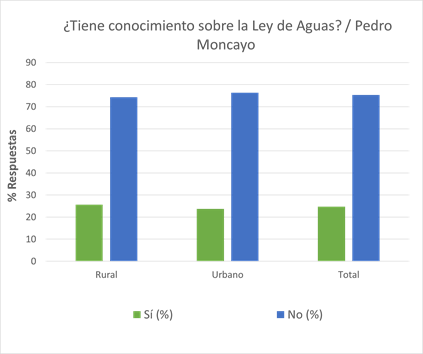 ¿Tiene conocimiento sobre la Ley de Aguas? / Pedro
Moncayo
% Respuestas
90
80
70
60
50
40
30
20
10
0
Rural Urbano Total
Sí (%) No (%)